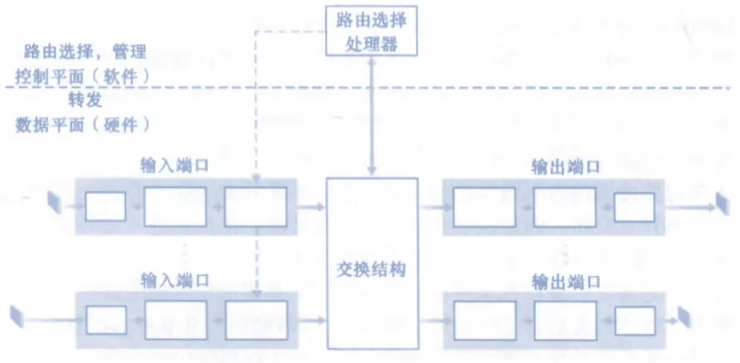 路由选择
处理器
路由选择，管理
控制平面（软件）
转发
数据平面（硬件）
输入端口
输出端口
交换结构
输入端口
输出端口